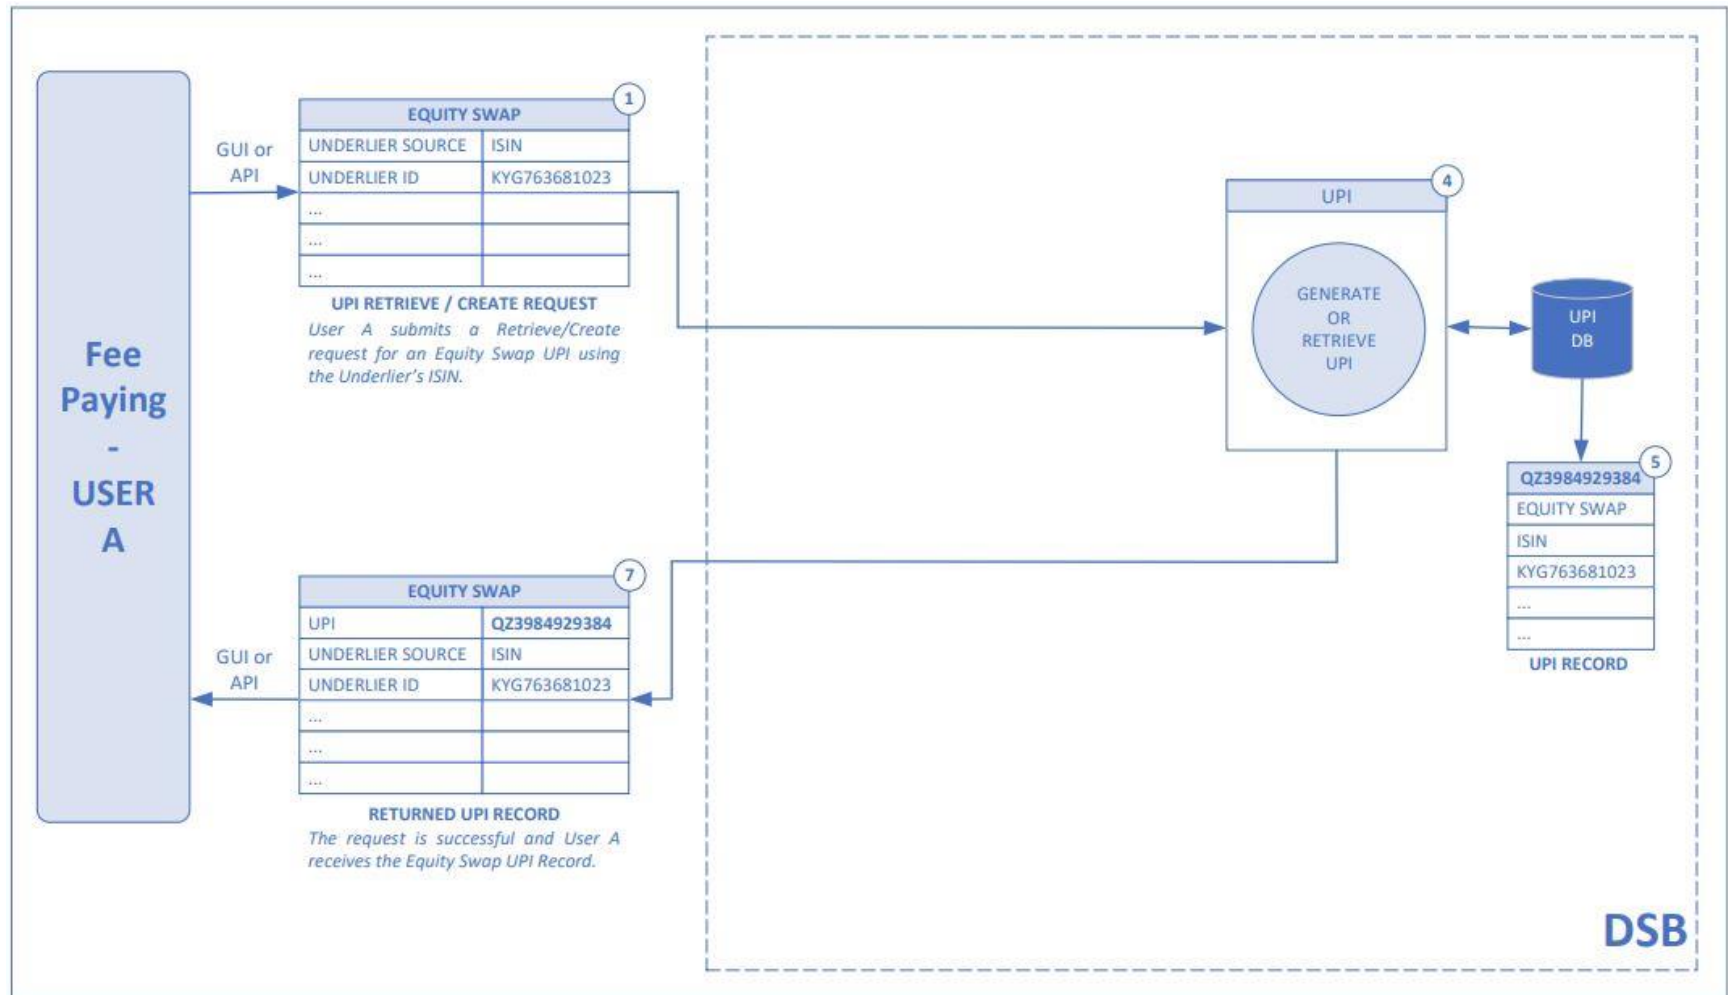 Fee
Paying
-
USER
A
GUI or
API
1
EQUITY SWAP
UNDERLIER SOURCE ISIN
UNDERLIER ID KYG763681023
...
...
...
UPI RETRIEVE / CREATE REQUEST
User A submits a Retrieve/Create
request for an Equity Swap UPI using
the Underlier's ISIN.
4
UPI
GENERATE
OR
RETRIEVE
UPI
UPI
DB
5
QZ3984929384
EQUITY SWAP
ISIN
KYG763681023
...
...
UPI RECORD
7
EQUITY SWAP
UPI QZ3984929384
UNDERLIER SOURCE ISIN
UNDERLIER ID KYG763681023
...
...
...
GUI or
API
RETURNED UPI RECORD
The request is successful and User A
receives the Equity Swap UPI Record.
DSB